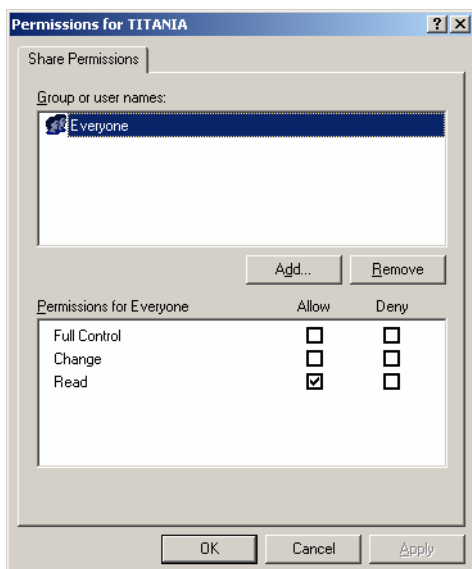 Permissions for TITANIA
Share Permissions
Group or user names:
Everyone
Add... Remove
Permissions for Everyone Allow Deny
Full Control
Change
Read
OK Cancel Apply